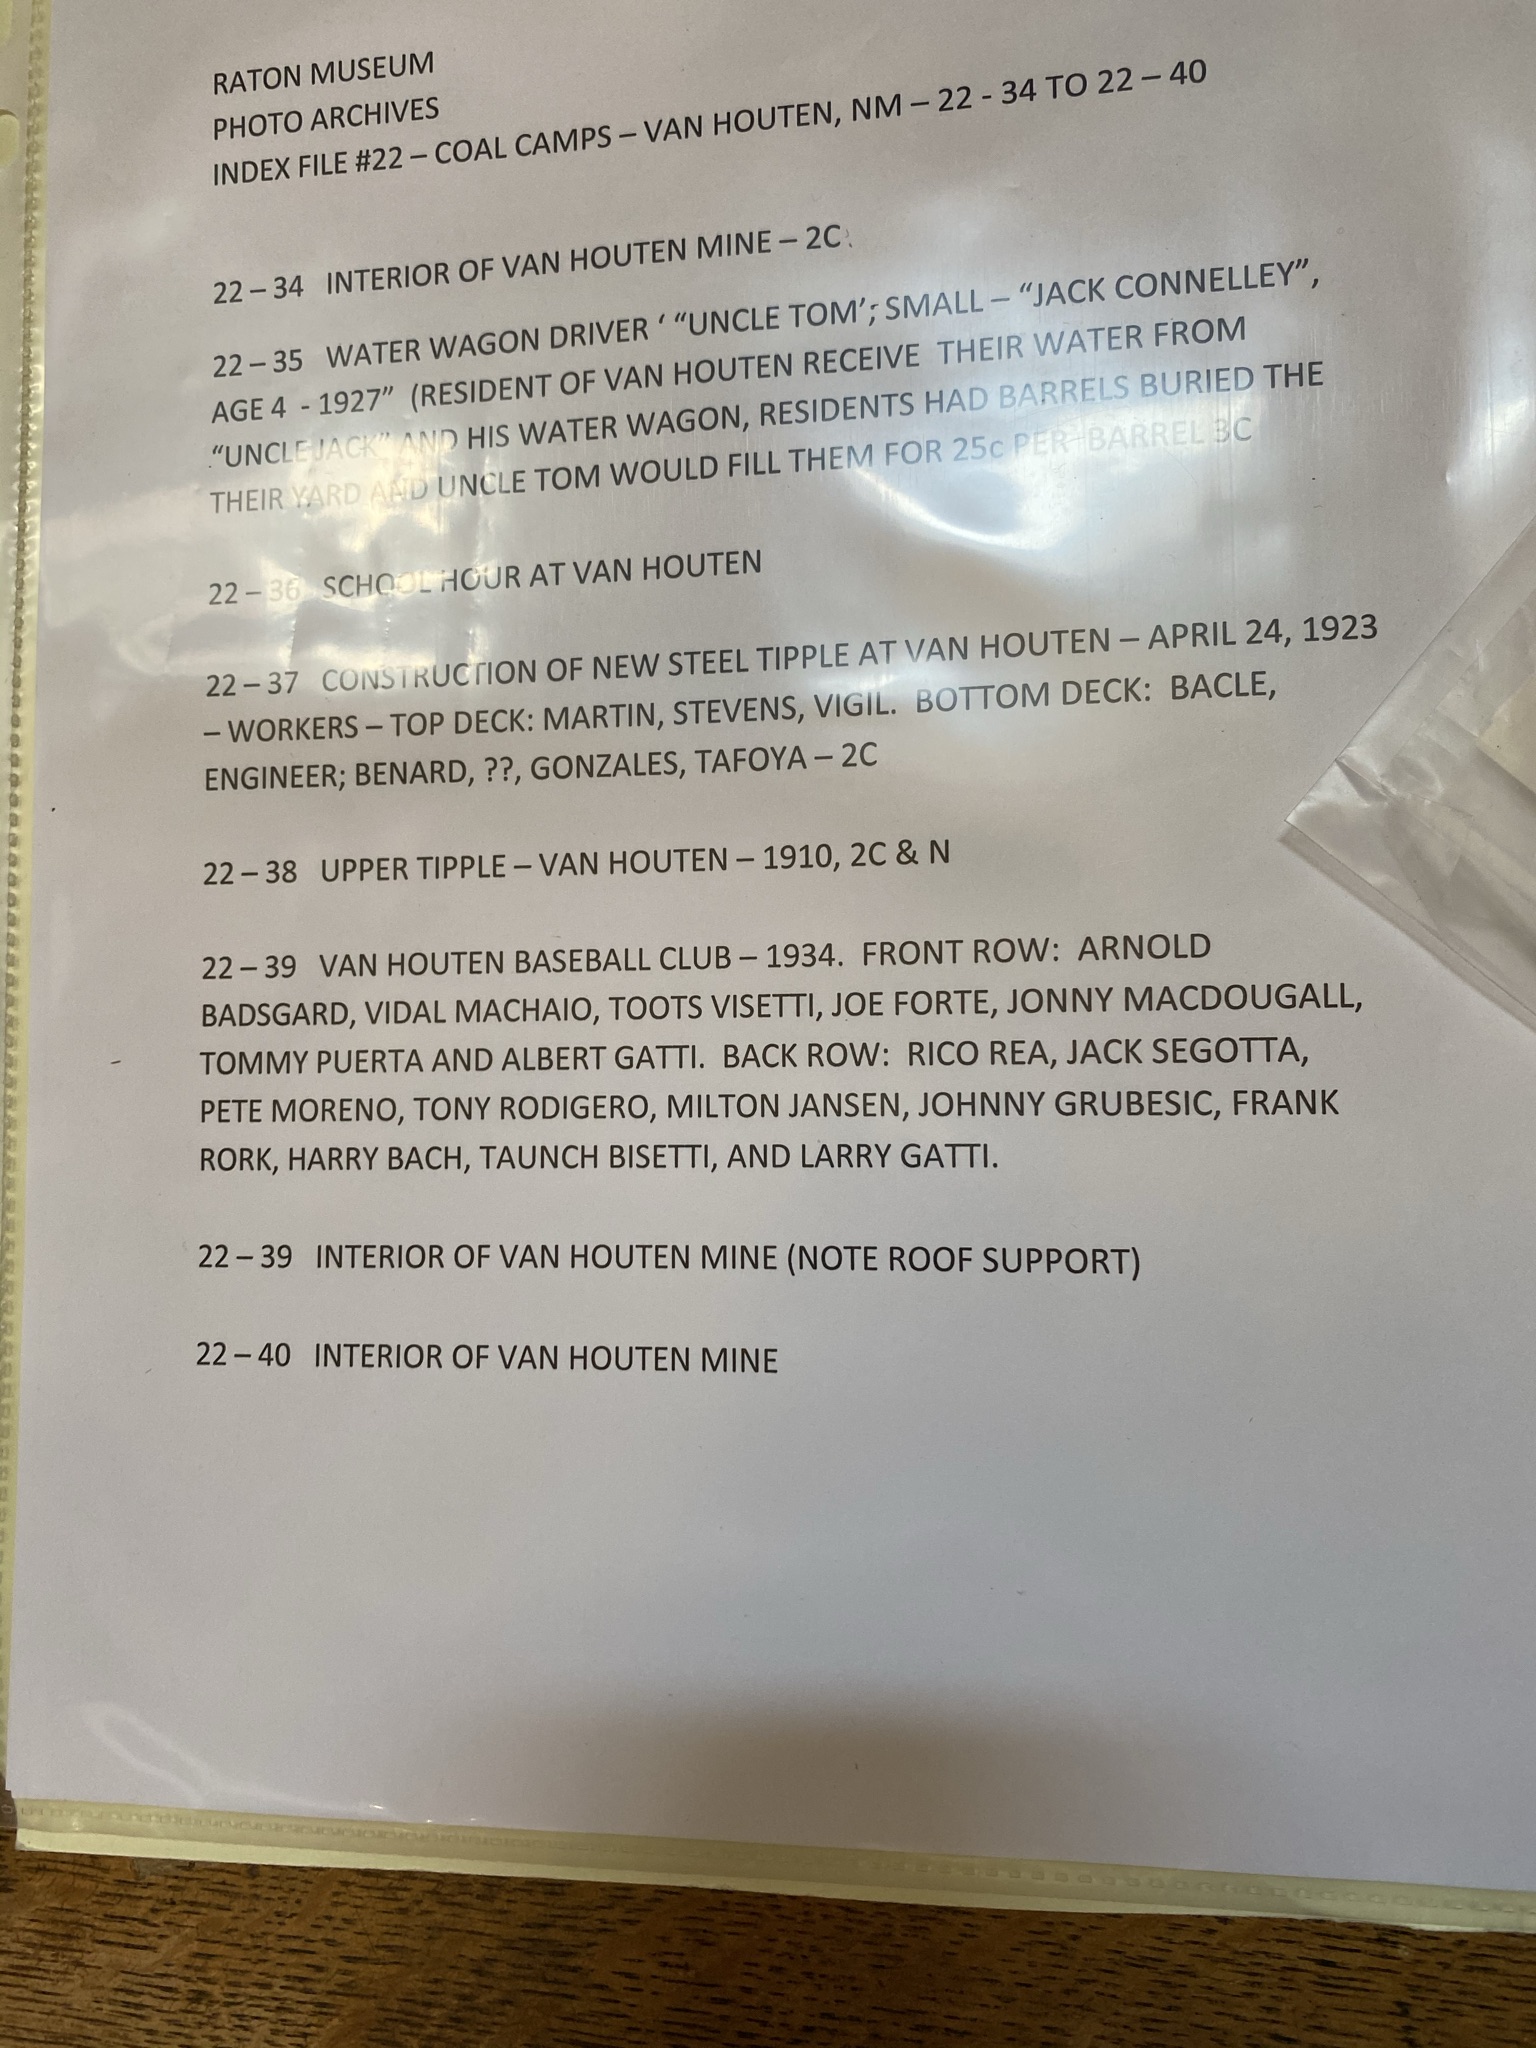 RATON MUSEUM
PHOTO ARCHIVES
INDEX FILE #22 – COAL CAMPS – VAN HOUTEN, NM – 22 - 34 TO 22 – 40
22 – 34 INTERIOR OF VAN HOUTEN MINE – 2C
22 – 35 WATER WAGON DRIVER ‘ “UNCLE TOM’; SMALL – “JACK CONNELLEY”,
AGE 4 - 1927” (RESIDENT OF VAN HOUTEN RECEIVE THEIR WATER FROM
“UNCLE JACK” AND HIS WATER WAGON, RESIDENTS HAD BARRELS BURIED THE
THEIR YARD AND UNCLE TOM WOULD FILL THEM FOR 25c PER BARREL 3C
22 – 36 SCHOOL HOUR AT VAN HOUTEN
22 – 37 CONSTRUCTION OF NEW STEEL TIPPLE AT VAN HOUTEN – APRIL 24, 1923
– WORKERS – TOP DECK: MARTIN, STEVENS, VIGIL. BOTTOM DECK: BACLE,
ENGINEER; BENARD, ??, GONZALES, TAFOYA – 2C
22 – 38 UPPER TIPPLE – VAN HOUTEN – 1910, 2C & N
22 – 39 VAN HOUTEN BASEBALL CLUB – 1934. FRONT ROW: ARNOLD
BADSGARD, VIDAL MACHAIO, TOOTS VISETTI, JOE FORTE, JONNY MACDOUGALL,
TOMMY PUERTA AND ALBERT GATTI. BACK ROW: RICO REA, JACK SEGOTTA,
PETE MORENO, TONY RODIGERO, MILTON JANSEN, JOHNNY GRUBESIC, FRANK
RORK, HARRY BACH, TAUNCH BISETTI, AND LARRY GATTI.
22 – 39 INTERIOR OF VAN HOUTEN MINE (NOTE ROOF SUPPORT)
22 – 40 INTERIOR OF VAN HOUTEN MINE